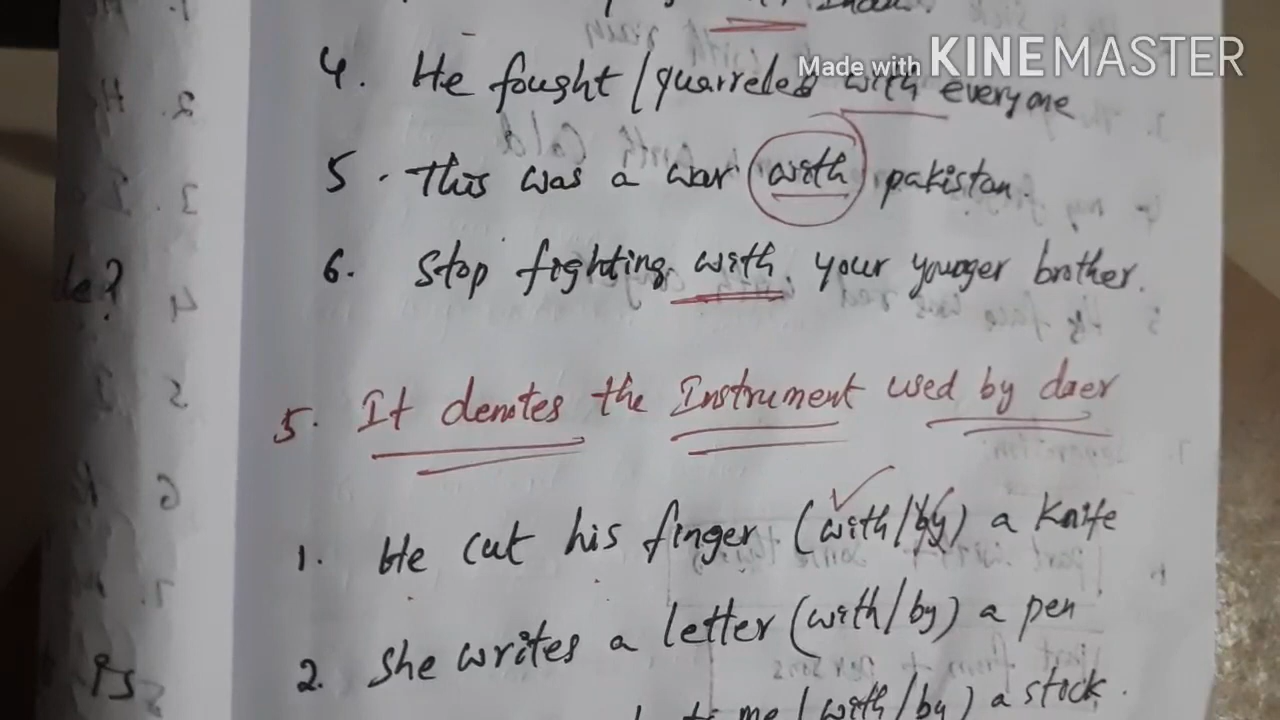 4. He fought / quarreled with everyone
Made with KINEMASTER
5. This was a war with pakistan.
6. Stop fighting with your younger brother.
5. It denotes the Instrument used by doer
1. He cut his finger (with/by) a knife
2. She writes a letter (with/by) a pen
me (with/by) a stock.